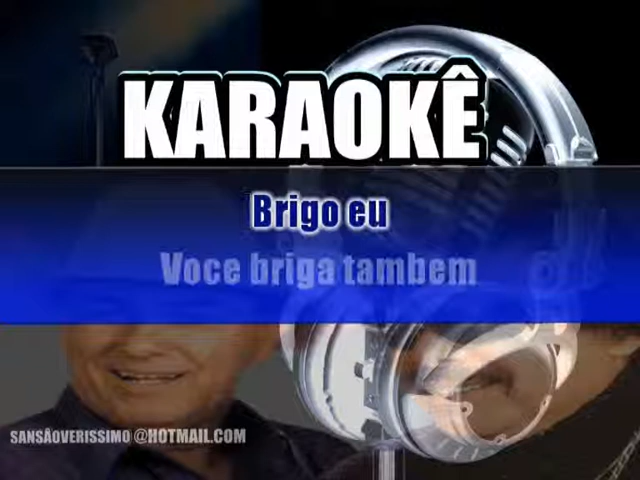 KARAOKÊ
Brigo eu
Voce briga tambem
SANSÃOVERISSIMO @HOTMAIL.COM